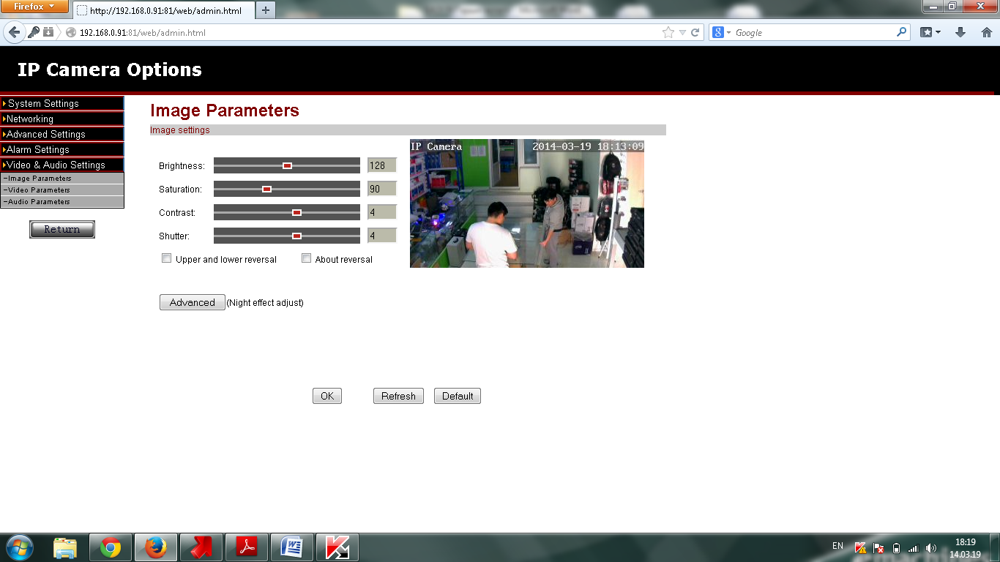 Firefox
http://192.168.0.91:81/web/admin.html
192.168.0.91:81/web/admin.html
Google
IP Camera Options
System Settings
Networking
Advanced Settings
Alarm Settings
Video & Audio Settings
−Image Parameters
−Video Parameters
−Audio Parameters
Return
Image Parameters
Image settings
IP Camera 2014-03-19 18:13:09
Brightness: 128
Saturation: 90
Contrast: 4
Shutter: 4
Upper and lower reversal About reversal
Advanced (Night effect adjust)
OK Refresh Default
EN
18:19
14.03.19